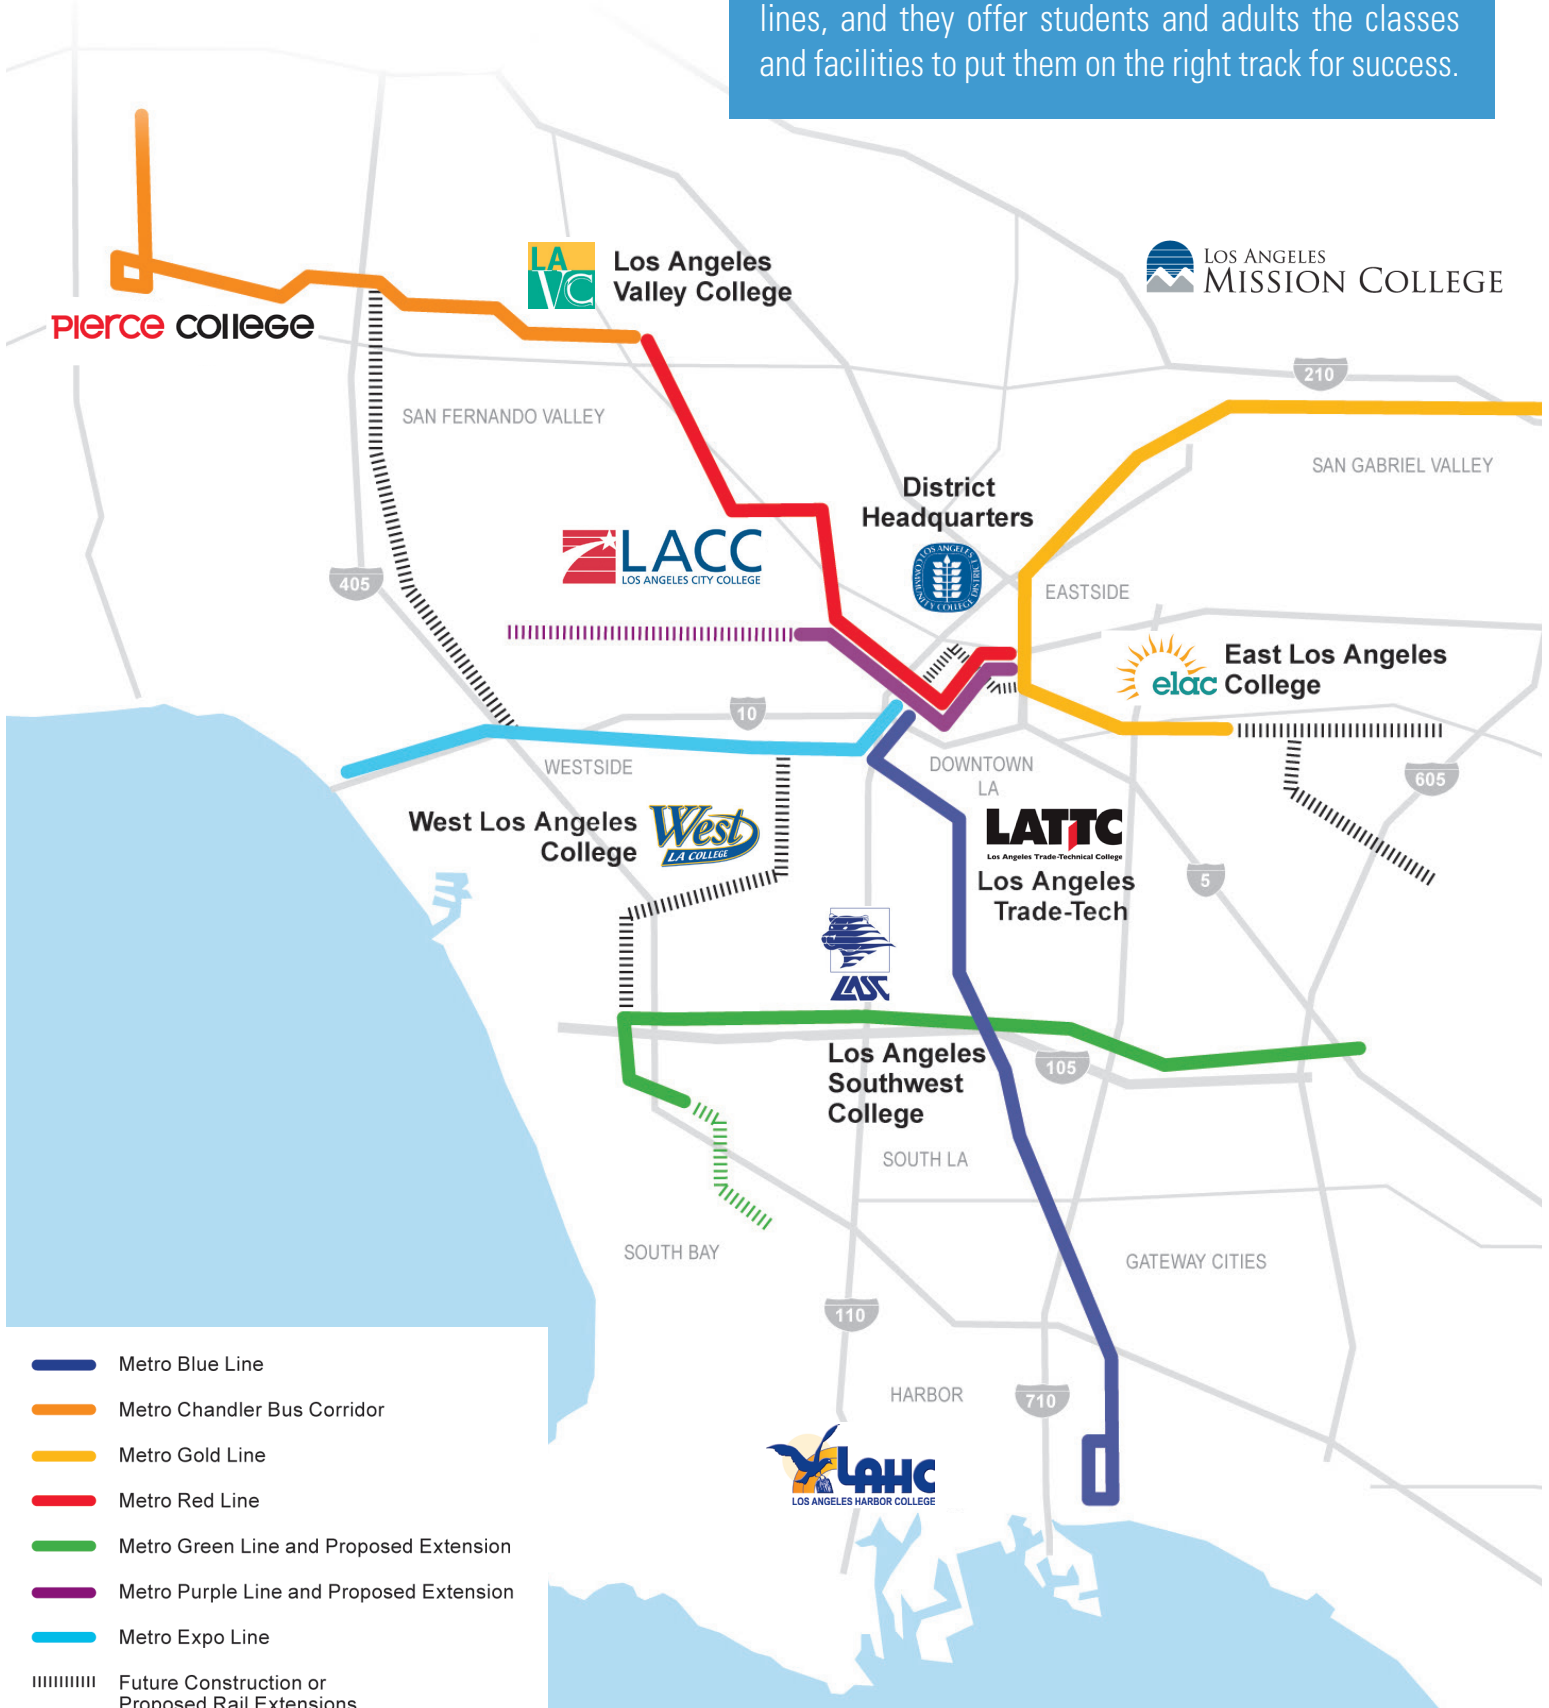 lines, and they offer students and adults the classes
and facilities to put them on the right track for success.
LA
VC
Los Angeles
Valley College
LOS ANGELES
MISSION COLLEGE
PIERCE COLLEGE
210
SAN FERNANDO VALLEY
SAN GABRIEL VALLEY
District
Headquarters
LOS ANGELES
COMMUNITY COLLEGE DISTRICT
LACC
LOS ANGELES CITY COLLEGE
405
EASTSIDE
elac
East Los Angeles
College
10
WESTSIDE
DOWNTOWN
LA
605
West Los Angeles
College
West
LA COLLEGE
LATTC
Los Angeles Trade-Technical College
Los Angeles
Trade-Tech
5
LASC
Los Angeles
Southwest
College
105
SOUTH LA
SOUTH BAY
GATEWAY CITIES
110
HARBOR
710
LAHC
LOS ANGELES HARBOR COLLEGE
Metro Blue Line
Metro Chandler Bus Corridor
Metro Gold Line
Metro Red Line
Metro Green Line and Proposed Extension
Metro Purple Line and Proposed Extension
Metro Expo Line
Future Construction or
Proposed Rail Extensions